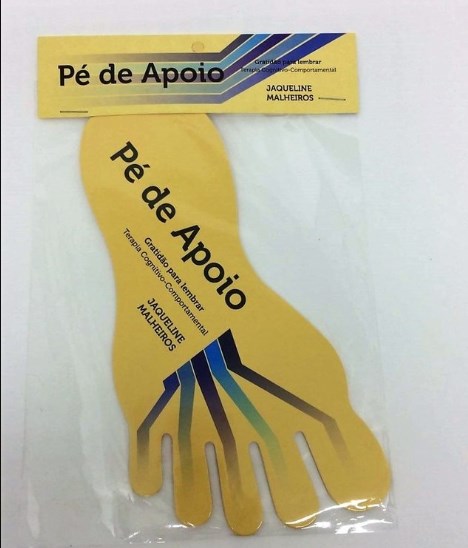 Pé de Apoio
Gratidão para lembrar
Terapia Cognitivo-Comportamental
JAQUELINE
MALHEIROS
Pé de Apoio
Gratidão para lembrar
Terapia Cognitivo-Comportamental
JAQUELINE
MALHEIROS